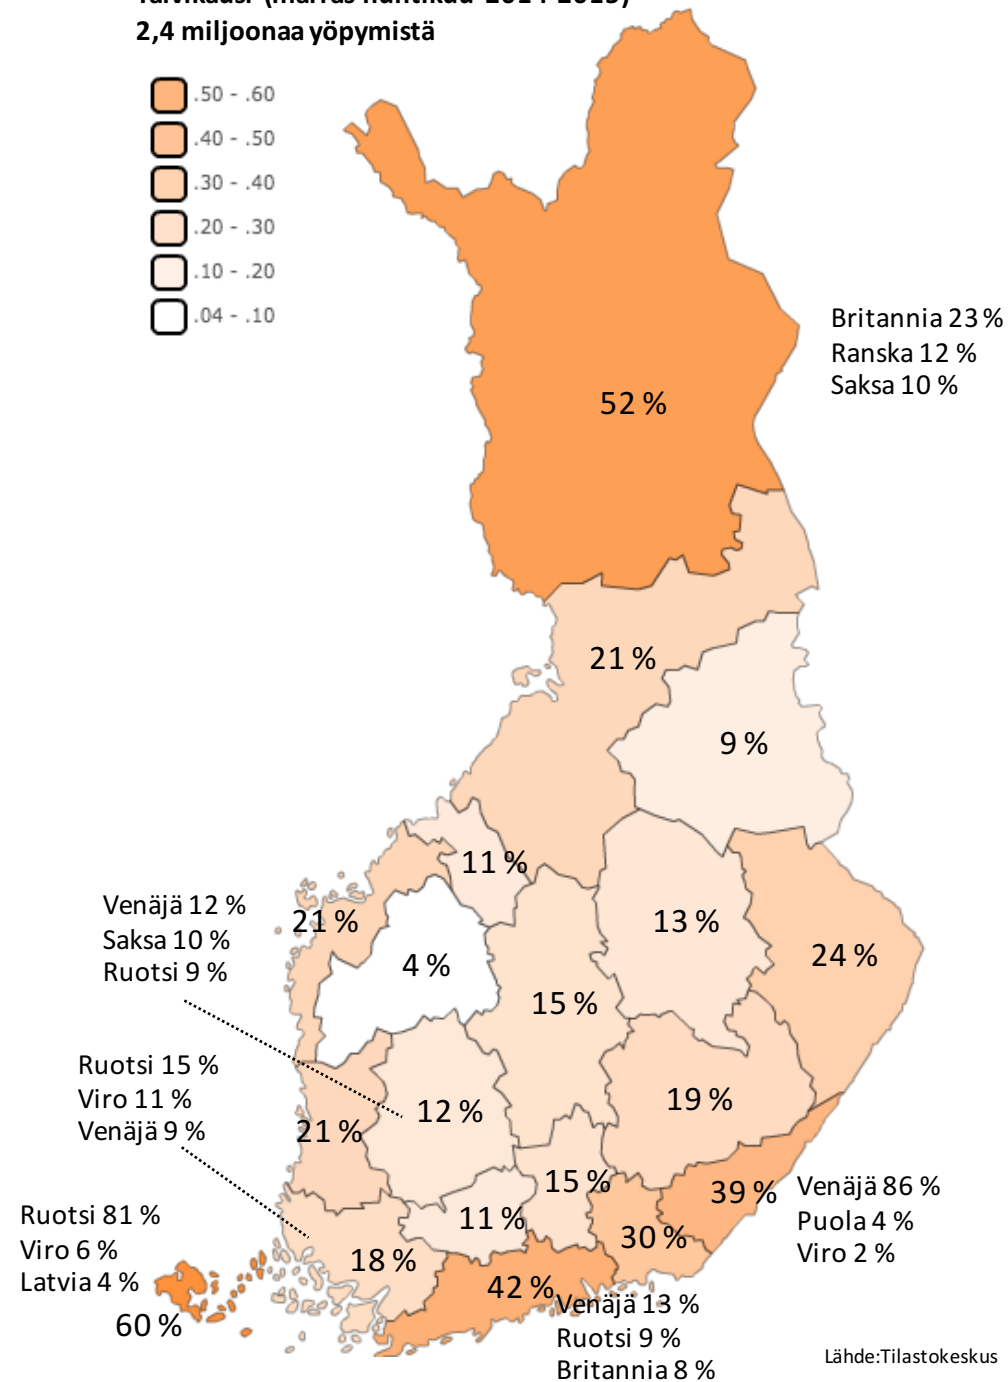 2,4 miljoonaa yöpymistä
.50 - .60
.40 - .50
.30 - .40
.20 - .30
.10 - .20
.04 - .10
Britannia 23 %
Ranska 12 %
Saksa 10 %
52 %
21 %
9 %
11 %
Venäjä 12 %
Saksa 10 %
Ruotsi 9 %
21 %
4 %
13 %
24 %
15 %
Ruotsi 15 %
Viro 11 %
Venäjä 9 %
21 %
12 %
19 %
15 %
39 %
Venäjä 86 %
Puola 4 %
Viro 2 %
Ruotsi 81 %
Viro 6 %
Latvia 4 %
60 %
18 %
11 %
30 %
42 %
Venäjä 13 %
Ruotsi 9 %
Britannia 8 %
Lähde:Tilastokeskus